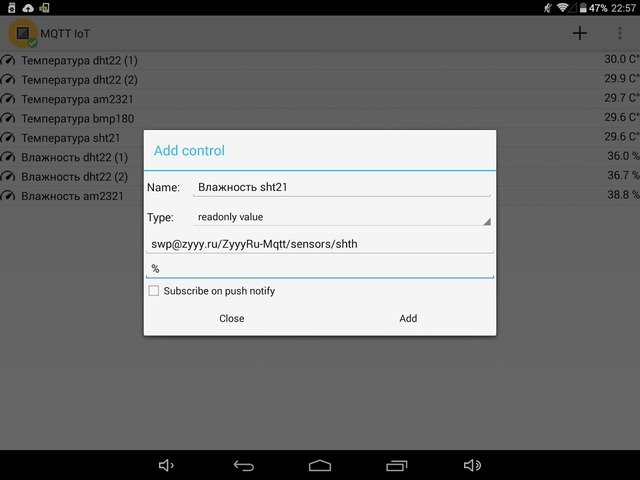 47% 22:57
MQTT IoT
Температура dht22 (1) 30.0 C°
Температура dht22 (2) 29.9 C°
Температура am2321 29.7 C°
Температура bmp180 29.6 C°
Температура sht21 29.6 C°
Влажность dht22 (1) 36.0 %
Влажность dht22 (2) 36.7 %
Влажность am2321 38.8 %
Add control
Name: Влажность sht21
Type: readonly value
swp@zyyy.ru/ZyyyRu-Mqtt/sensors/shth
%
Subscribe on push notify
Close Add